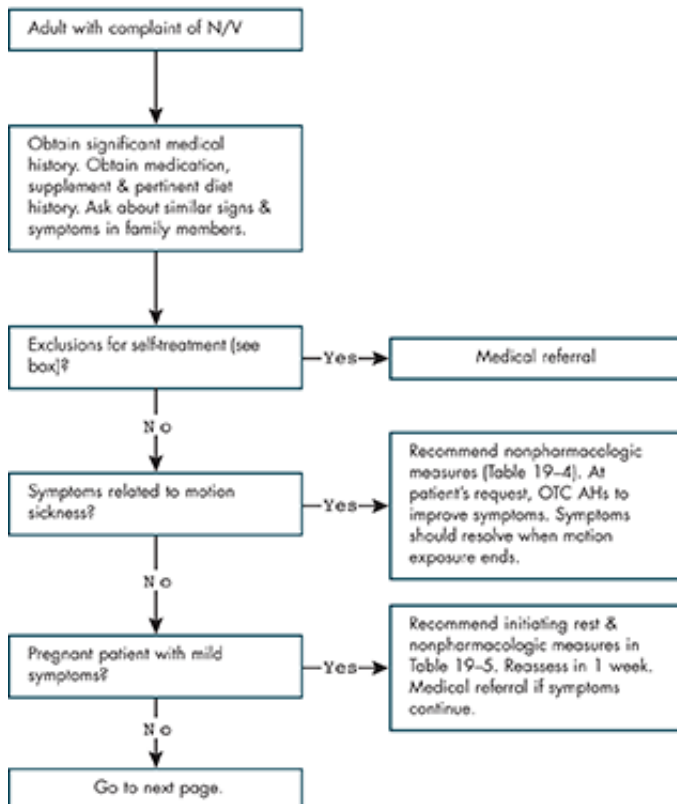 Adult with complaint of N/V
Obtain significant medical
history. Obtain medication,
supplement & pertinent diet
history. Ask about similar signs &
symptoms in family members.
Exclusions for self-treatment (see
box)?
Yes
Medical referral
No
Symptoms related to motion
sickness?
Yes
Recommend nonpharmacologic
measures (Table 19–4). At
patient's request, OTC AHs to
improve symptoms. Symptoms
should resolve when motion
exposure ends.
No
Pregnant patient with mild
symptoms?
Yes
Recommend initiating rest &
nonpharmacologic measures in
Table 19–5. Reassess in 1 week.
Medical referral if symptoms
continue.
No
Go to next page.